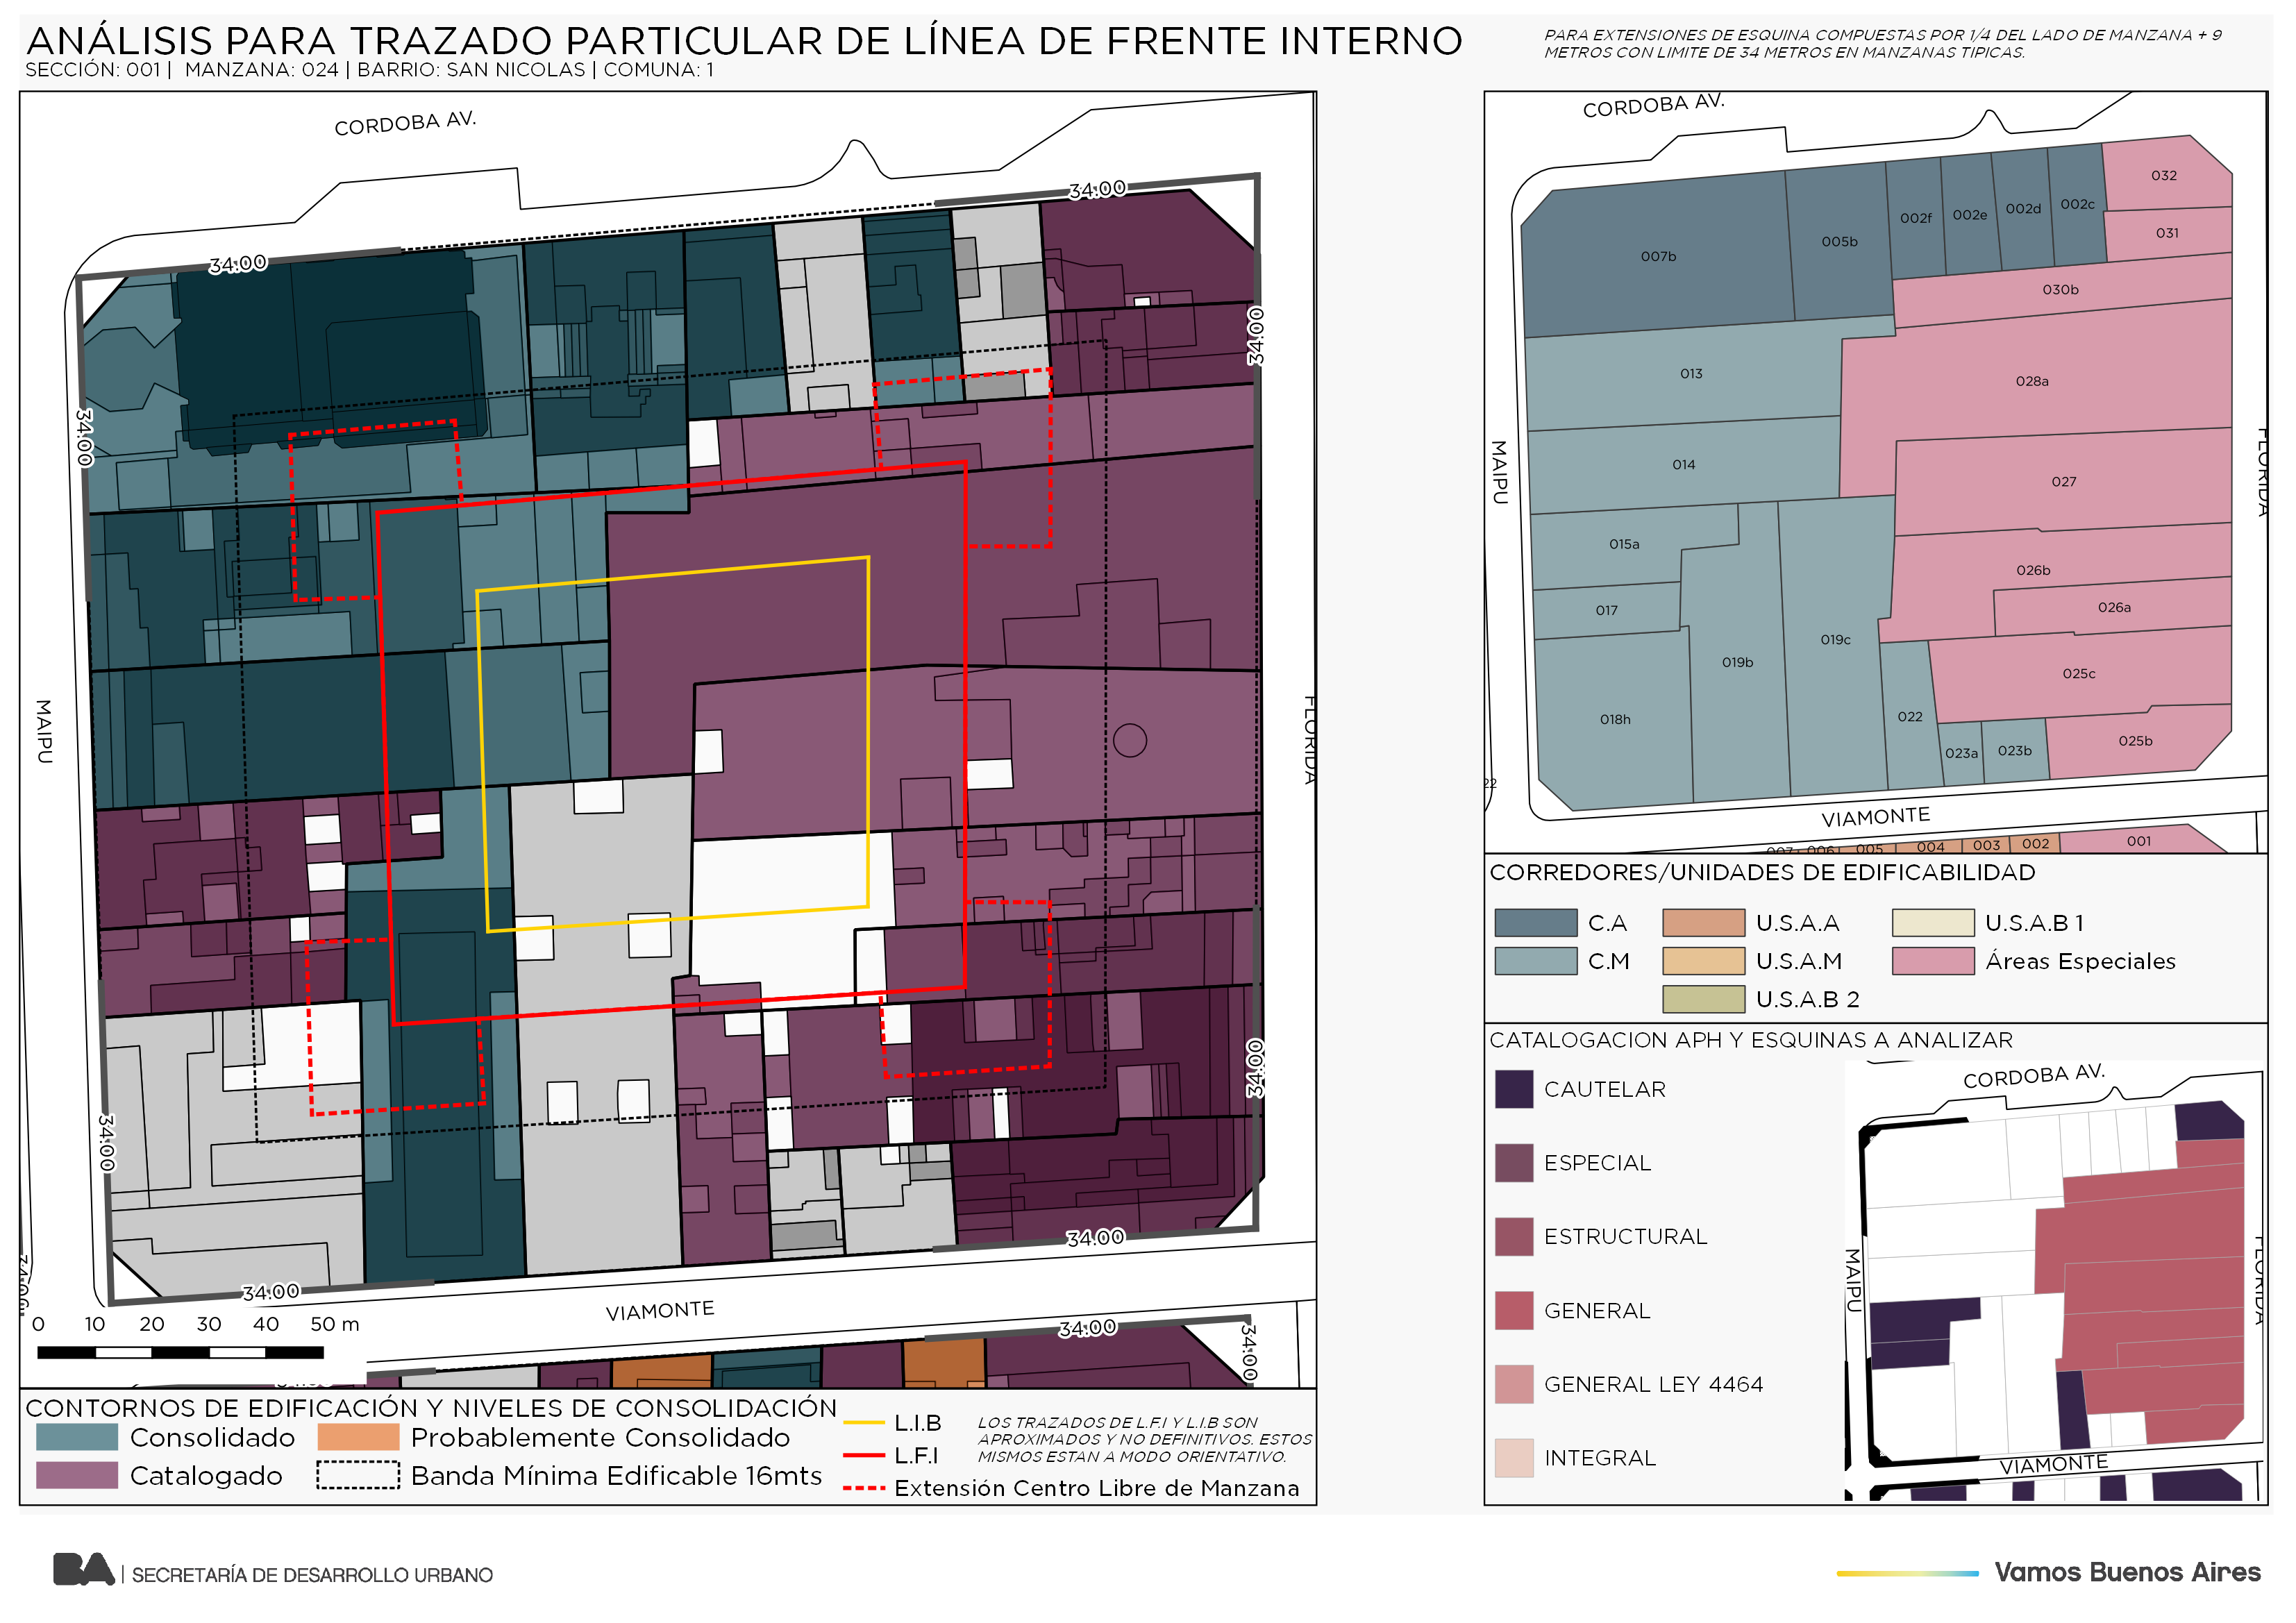 ANÁLISIS PARA TRAZADO PARTICULAR DE LÍNEA DE FRENTE INTERNO
SECCIÓN: 001 | MANZANA: 024 | BARRIO: SAN NICOLAS | COMUNA: 1
PARA EXTENSIONES DE ESQUINA COMPUESTAS POR 1/4 DEL LADO DE MANZANA + 9
METROS CON LIMITE DE 34 METROS EN MANZANAS TIPICAS.
CORDOBA AV.
34:00
34:00
34:00
34:00
MAIPU
FLORIDA
34:00
34:00
34:00
34:00
VIAMONTE
0 10 20 30 40 50 m
34:00
34:00
CONTORNOS DE EDIFICACIÓN Y NIVELES DE CONSOLIDACIÓN
Consolidado
Probablemente Consolidado
Catalogado
Banda Mínima Edificable 16mts
L.I.B
L.F.I
Extensión Centro Libre de Manzana
LOS TRAZADOS DE L.F.I Y L.I.B SON
APROXIMADOS Y NO DEFINITIVOS. ESTOS
MISMOS ESTAN A MODO ORIENTATIVO.
CORDOBA AV.
032
002c
002d
002e
002f
031
005b
007b
030b
013
028a
014
027
015a
026b
017
026a
019c
019b
025c
018h
022
025b
023a
023b
MAIPU
FLORIDA
22
VIAMONTE
007 006 005 004 003 002 001
CORREDORES/UNIDADES DE EDIFICABILIDAD
C.A
U.S.A.A
U.S.A.B 1
C.M
U.S.A.M
Áreas Especiales
U.S.A.B 2
CATALOGACION APH Y ESQUINAS A ANALIZAR
CAUTELAR
ESPECIAL
ESTRUCTURAL
GENERAL
GENERAL LEY 4464
INTEGRAL
CORDOBA AV.
MAIPU
FLORIDA
VIAMONTE
BA | SECRETARÍA DE DESARROLLO URBANO
Vamos Buenos Aires